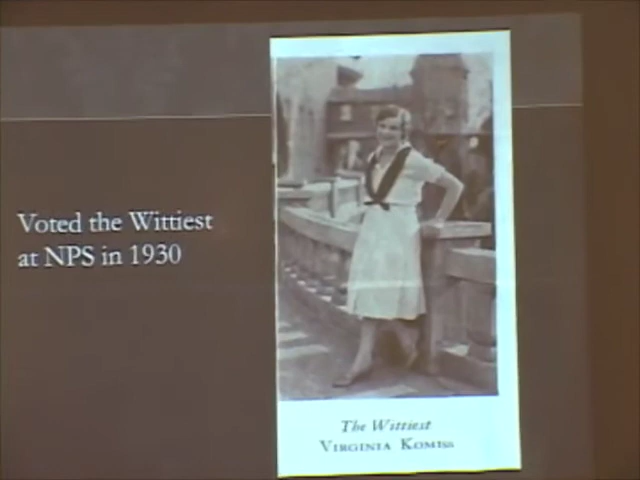 Voted the Wittiest
at NPS in 1930
The Wittiest
VIRGINIA KOMISS